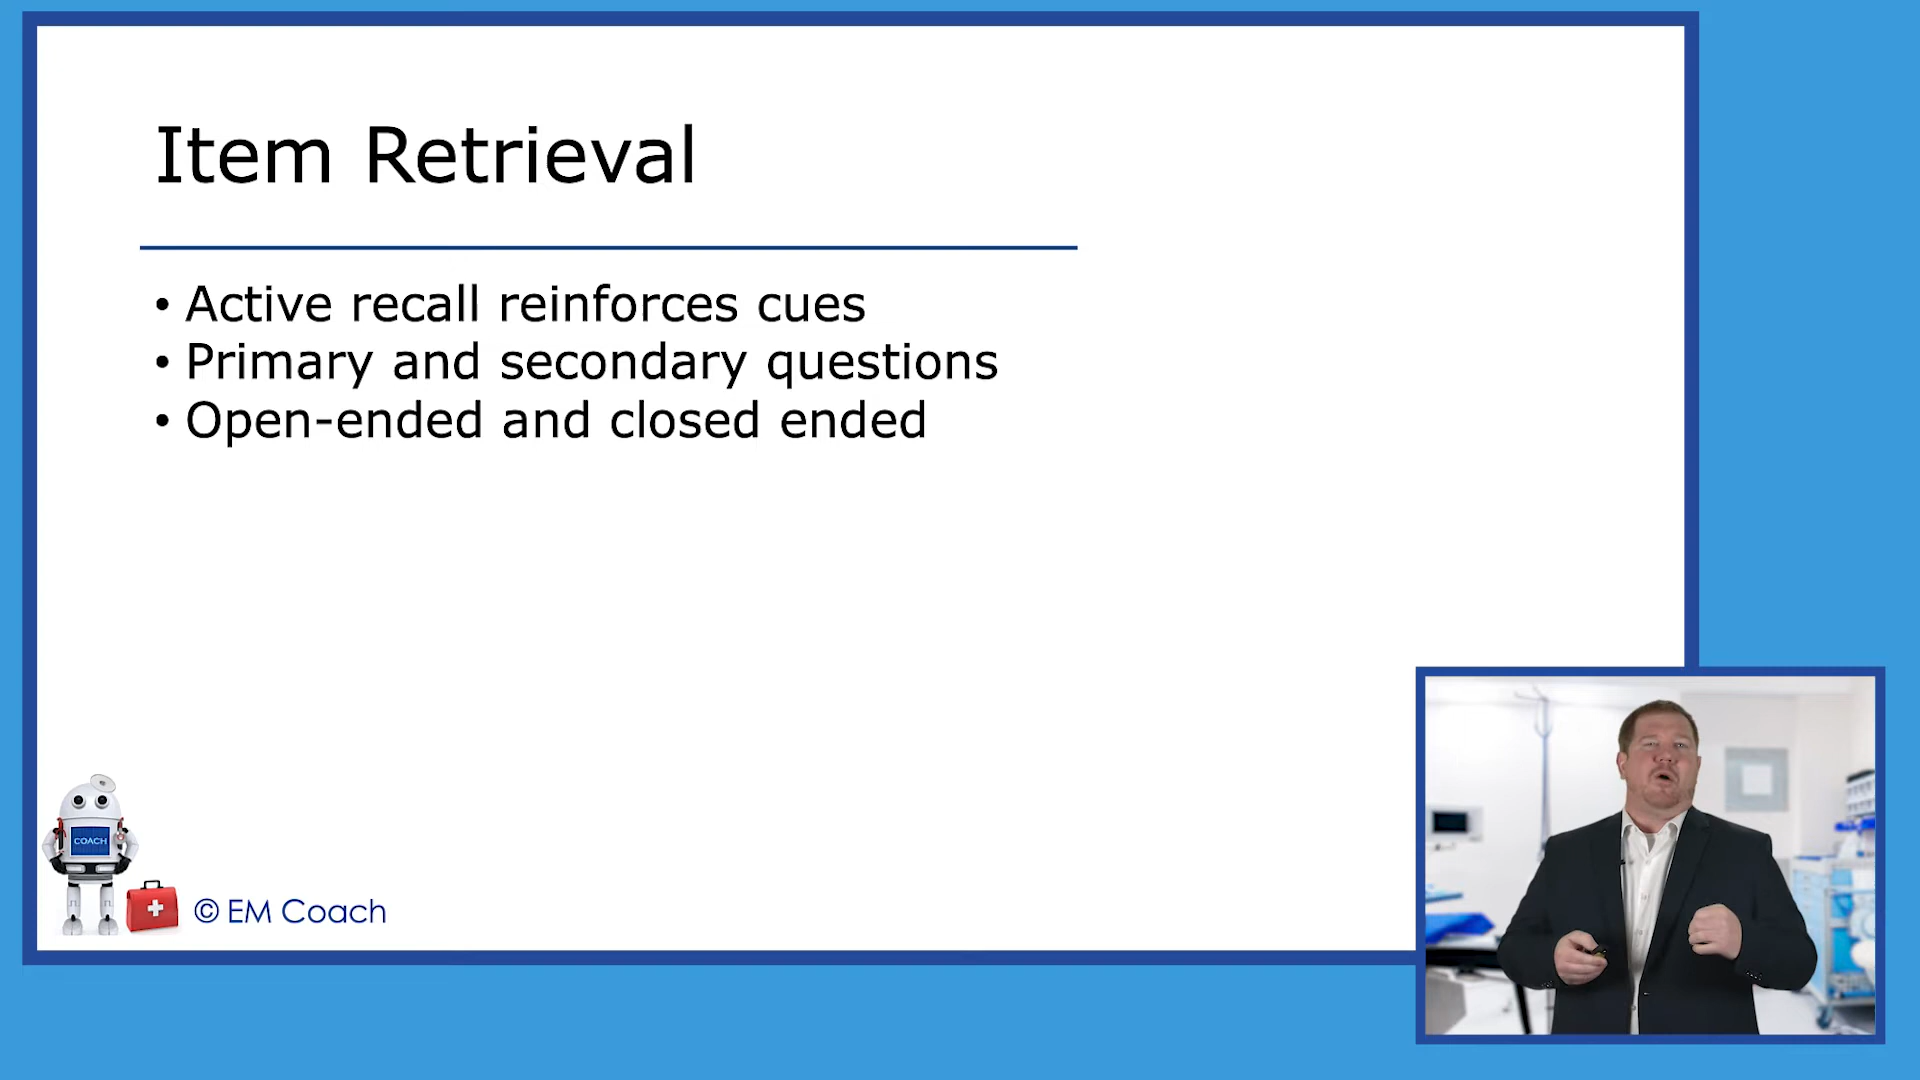 Item Retrieval
• Active recall reinforces cues
• Primary and secondary questions
• Open-ended and closed ended
COACH
© EM Coach